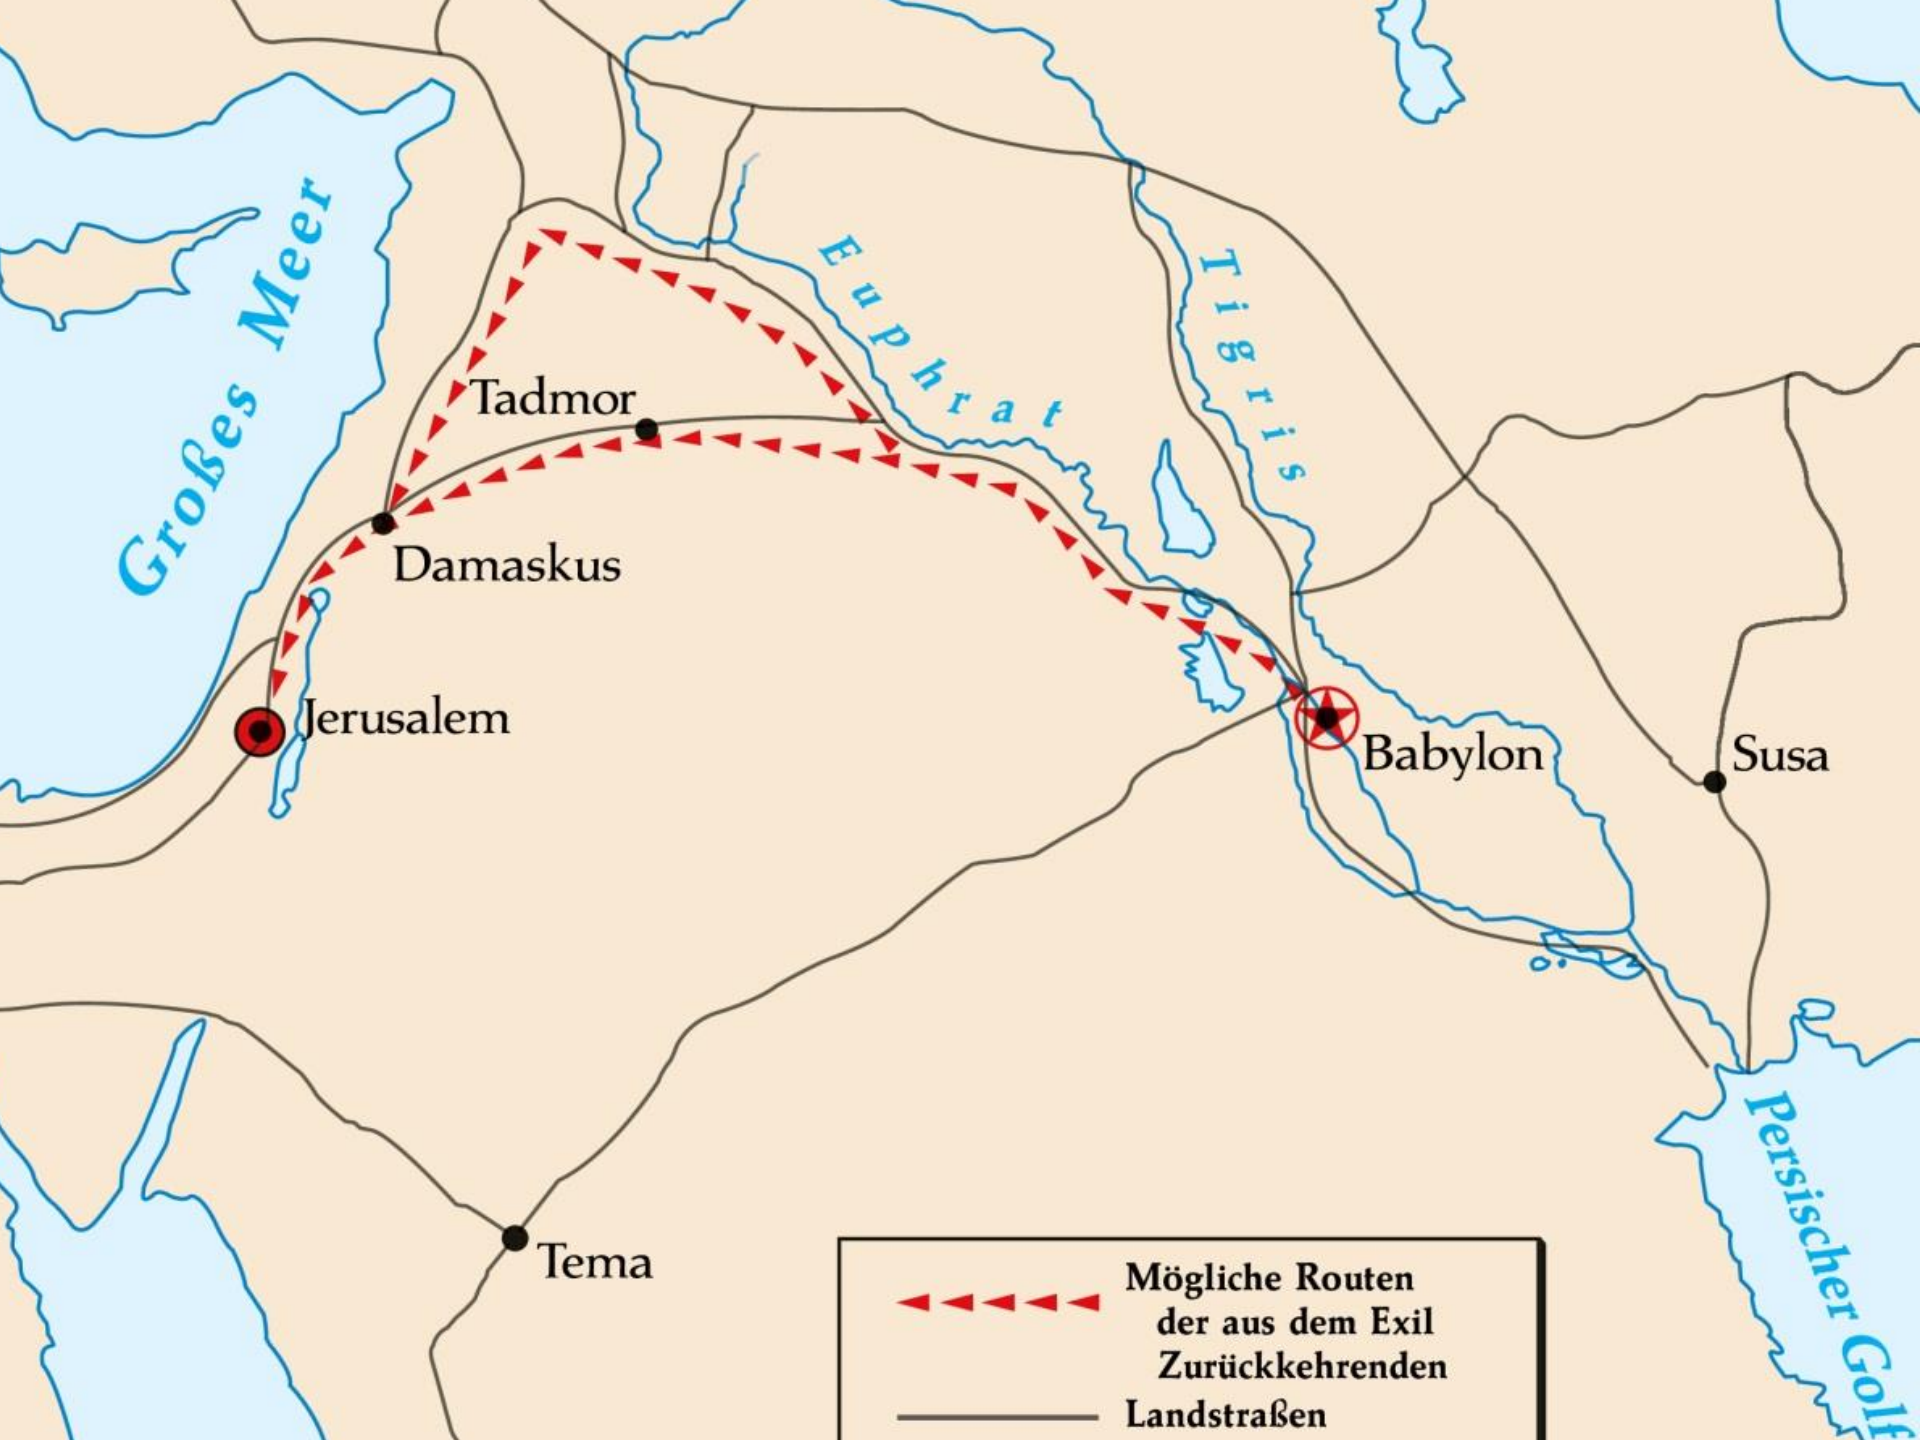 Großes Meer
Euphrat
Tigris
Tadmor
Damaskus
Jerusalem
Babylon
Susa
Tema
Persischer Golf
Mögliche Routen
der aus dem Exil
Zurückkehrenden
Landstraßen